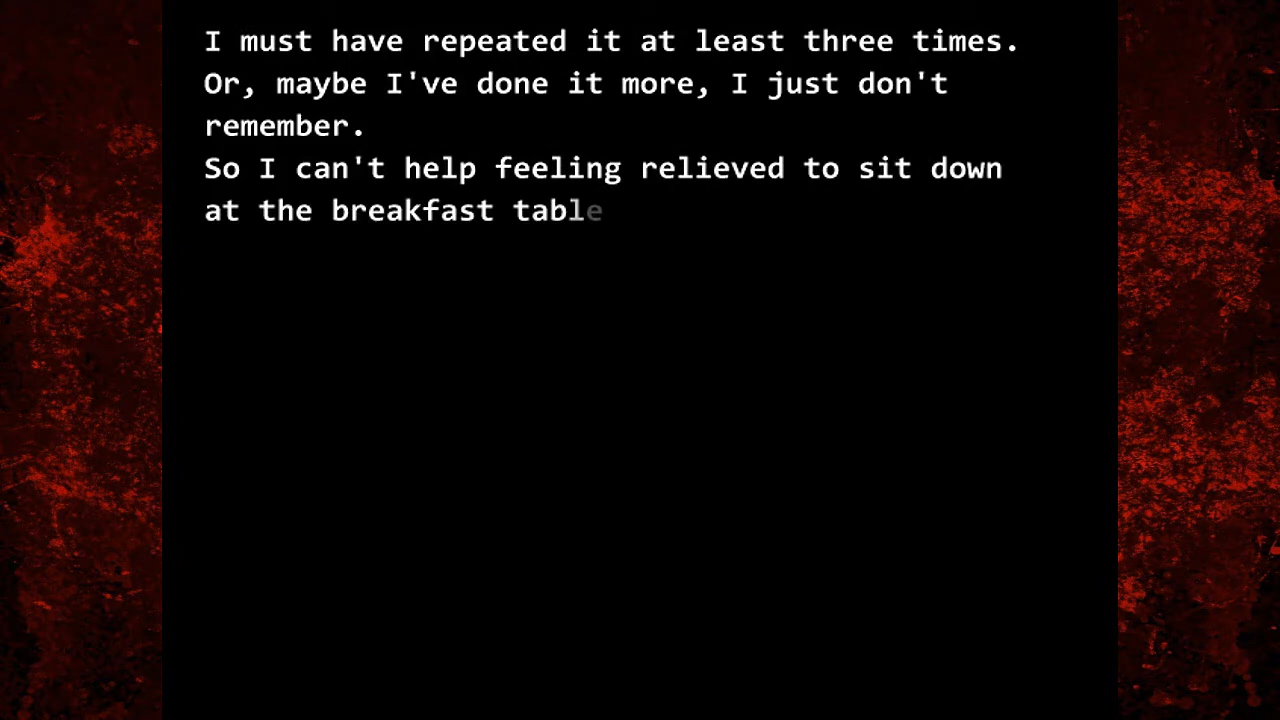 I must have repeated it at least three times.
Or, maybe I've done it more, I just don't
remember.
So I can't help feeling relieved to sit down
at the breakfast table